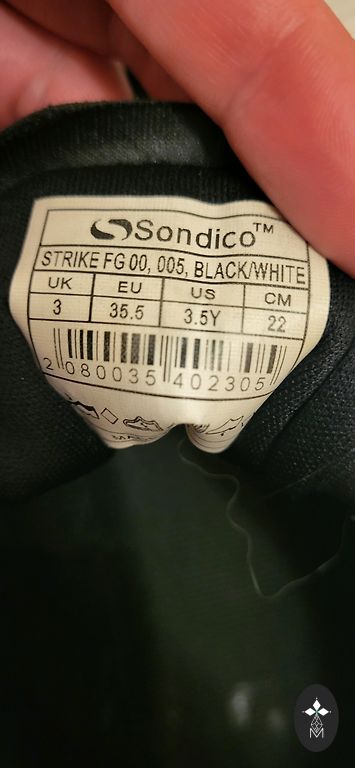 Sondico™
STRIKE FG 00, 005, BLACK/WHITE
UK EU US CM
3 35.5 3.5Y 22
2 080035 402305
M